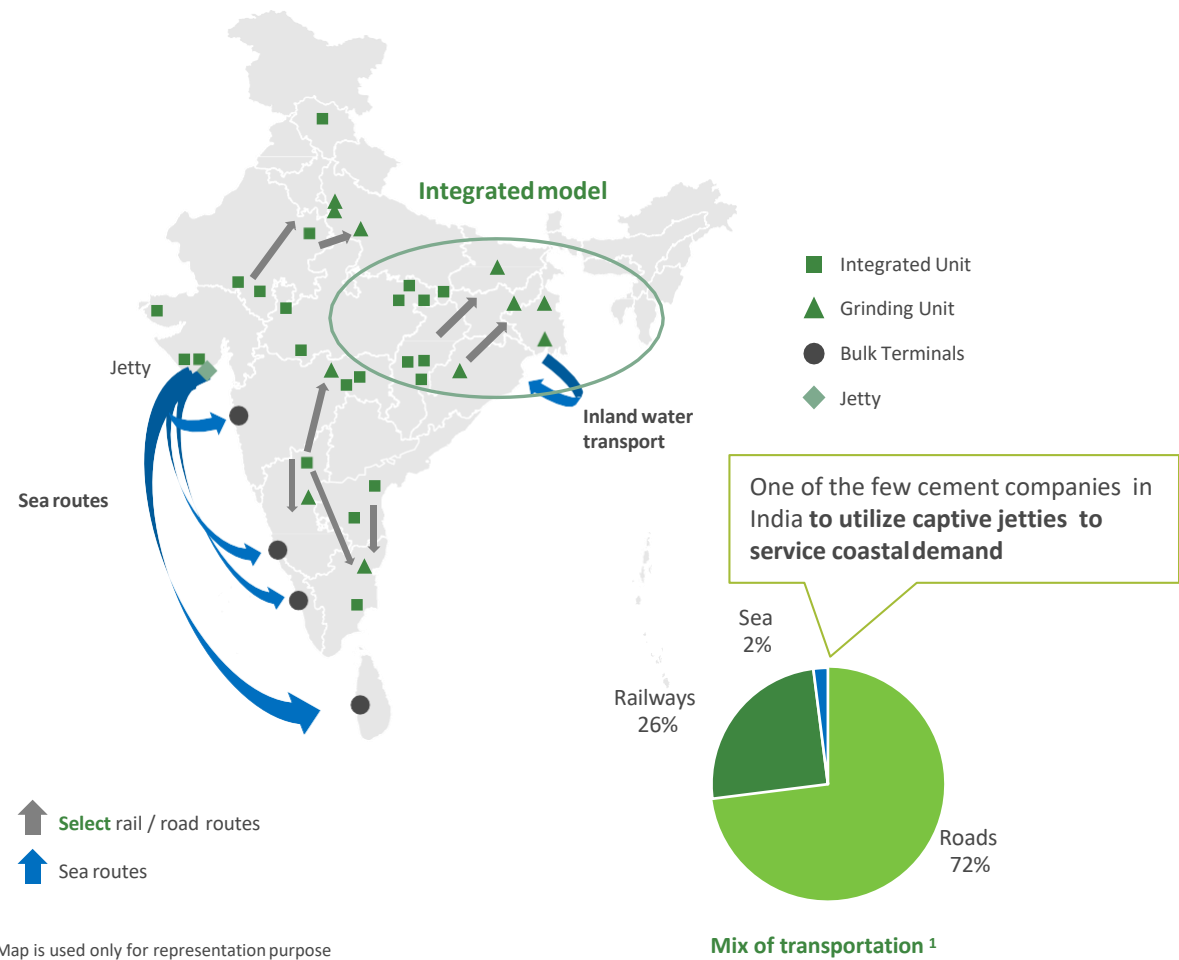 Integrated model
Integrated Unit
Grinding Unit
Bulk Terminals
Jetty
Jetty
Inland water
transport
Sea routes
One of the few cement companies in
India to utilize captive jetties to
service coastal demand
Sea
2%
Railways
26%
Roads
72%
Select rail / road routes
Sea routes
Map is used only for representation purpose
Mix of transportation 1